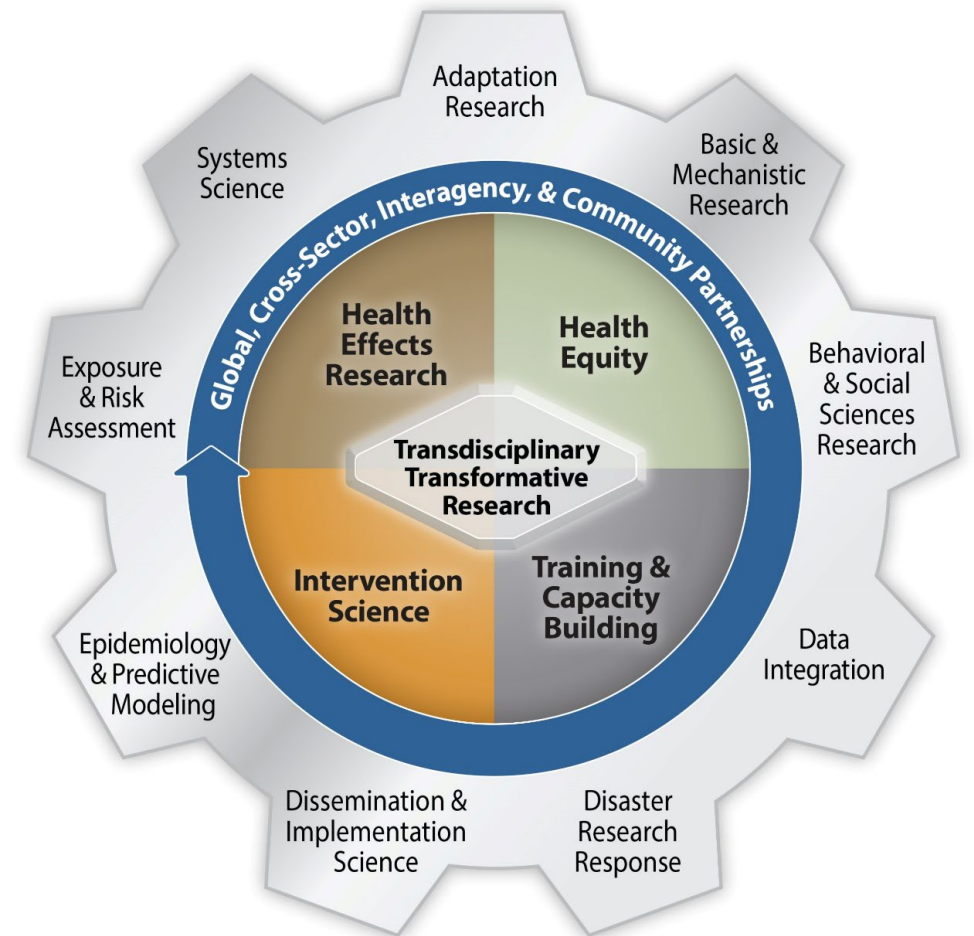 Adaptation
Research
Basic &
Mechanistic
Research
Behavioral
& Social
Sciences
Research
Data
Integration
Disaster
Research
Response
Dissemination &
Implementation
Science
Epidemiology
& Predictive
Modeling
Exposure
& Risk
Assessment
Systems
Science
Global, Cross-Sector, Interagency, & Community Partnerships
Health
Effects
Research
Health
Equity
Transdisciplinary
Transformative
Research
Intervention
Science
Training &
Capacity
Building